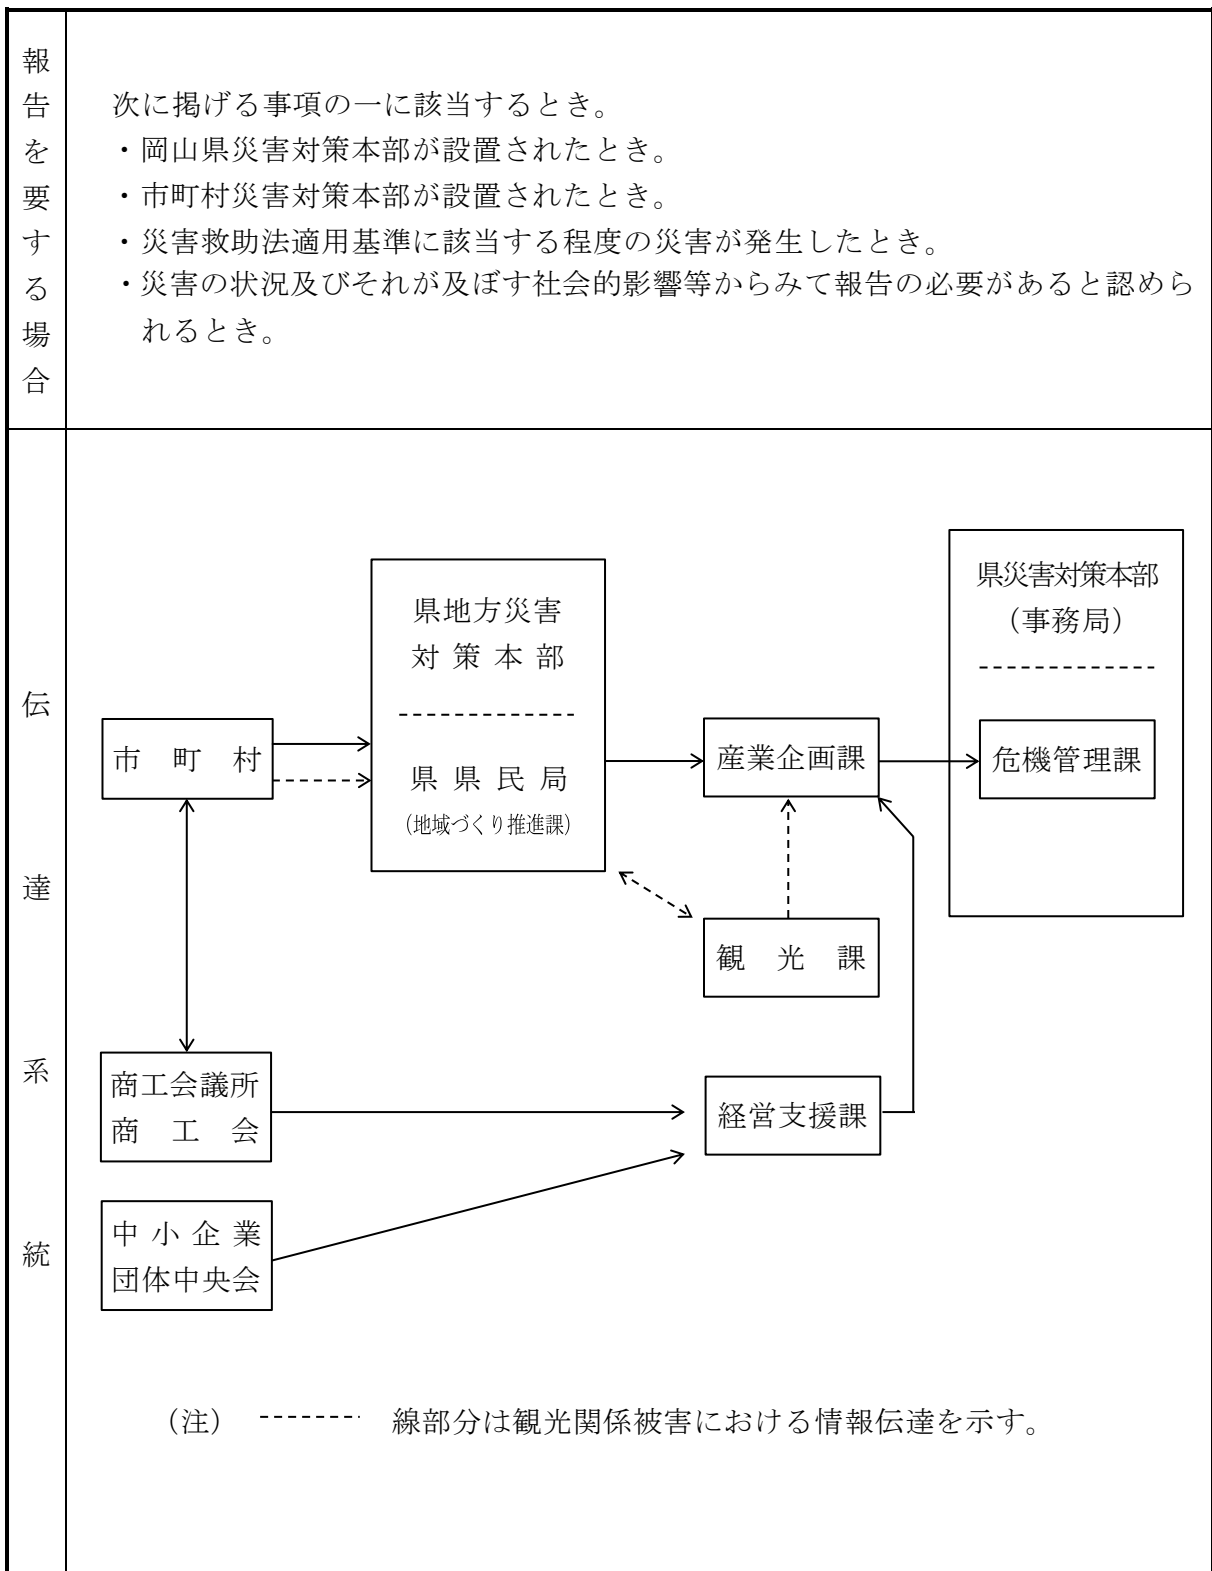 報告を要する場合
次に掲げる事項の一に該当するとき。
・岡山県災害対策本部が設置されたとき。
・市町村災害対策本部が設置されたとき。
・災害救助法適用基準に該当する程度の災害が発生したとき。
・災害の状況及びそれが及ぼす社会的影響等からみて報告の必要があると認めら
れるとき。
伝達系統
県災害対策本部
（事務局）
危機管理課
県地方災害
対策本部
県県民局
（地域づくり推進課）
市町村
産業企画課
観光課
商工会議所
商工会
経営支援課
中小企業
団体中央会
（注） ------- 線部分は観光関係被害における情報伝達を示す。